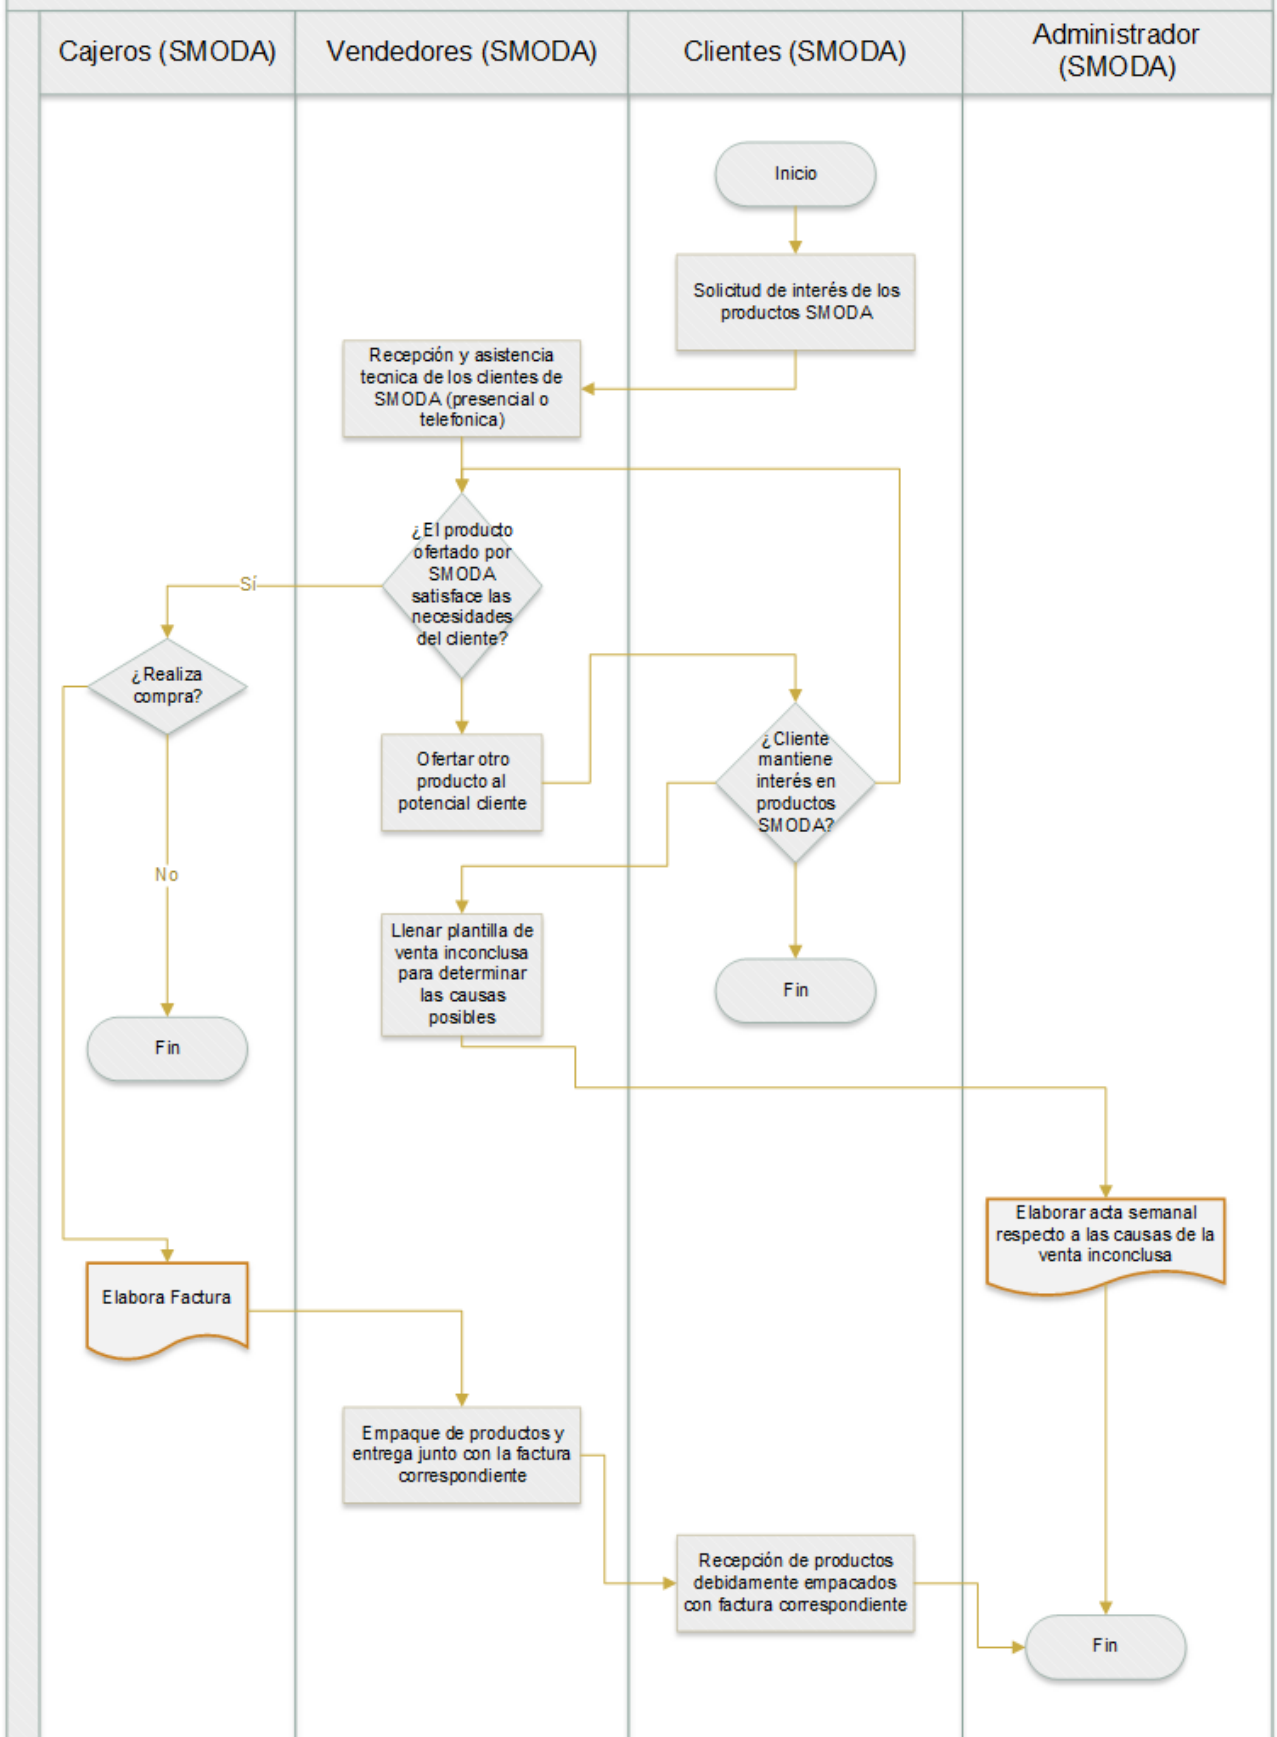 Cajeros (SMODA)
Vendedores (SMODA)
Clientes (SMODA)
Administrador
(SMODA)
Inicio
Solicitud de interés de los
productos SMODA
Recepción y asistencia
tecnica de los clientes de
SMODA (presencial o
telefonica)
¿El producto
ofertado por
SMODA
satisface las
necesidades
del cliente?
Sí
¿Realiza
compra?
Ofertar otro
producto al
potencial cliente
¿Cliente
mantiene
interés en
productos
SMODA?
No
Llenar plantilla de
venta inconclusa
para determinar
las causas
posibles
Fin
Fin
Elaborar acta semanal
respecto a las causas de la
venta inconclusa
Elabora Factura
Empaque de productos y
entrega junto con la factura
correspondiente
Recepción de productos
debidamente empacados
con factura correspondiente
Fin